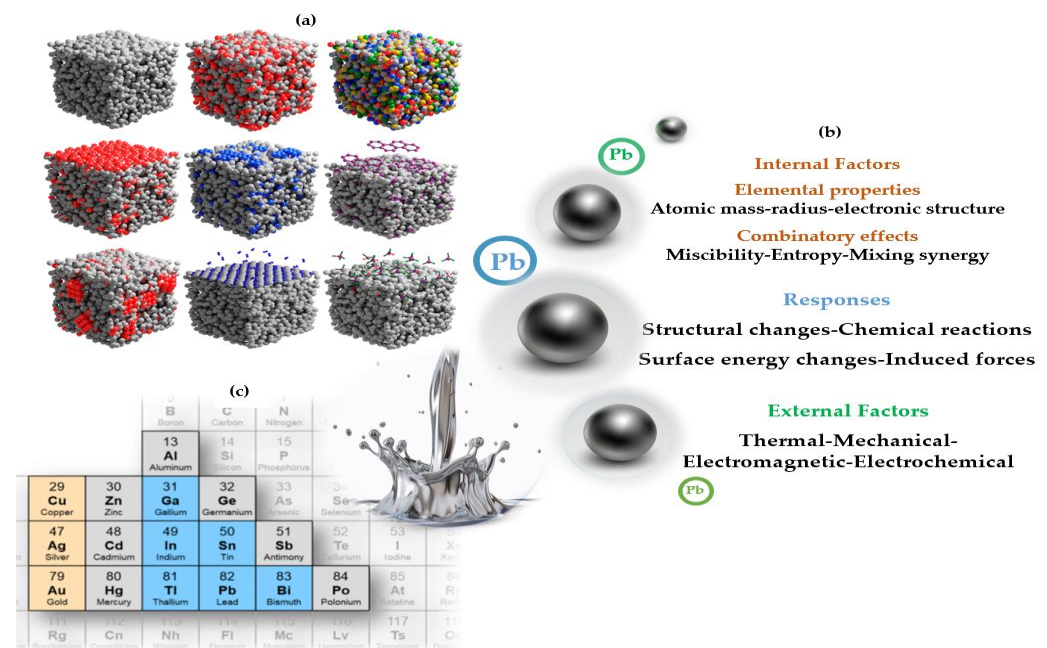 (a)
(b)
Pb
Internal Factors
Elemental properties
Atomic mass-radius-electronic structure
Combinatory effects
Miscibility-Entropy-Mixing synergy
Pb
Responses
Structural changes-Chemical reactions
Surface energy changes-Induced forces
External Factors
Thermal-Mechanical-
Electromagnetic-Electrochemical
Pb
(c)
B C N
Boron Carbon Nitrogen
13 14 15
Al Si P
Aluminum Silicon Phosphorus
29 30 31 32 33
Cu Zn Ga Ge As Se
Copper Zinc Gallium Germanium Arsenic Selenium
47 48 49 50 51 52 53
Ag Cd In Sn Sb Te I
Silver Cadmium Indium Tin Antimony Tellurium Iodine
79 80 81 82 83 84 85
Au Hg Tl Pb Bi Po At
Gold Mercury Thallium Lead Bismuth Polonium Astatine
117
Rg Cn Nh Fl Mc Lv Ts